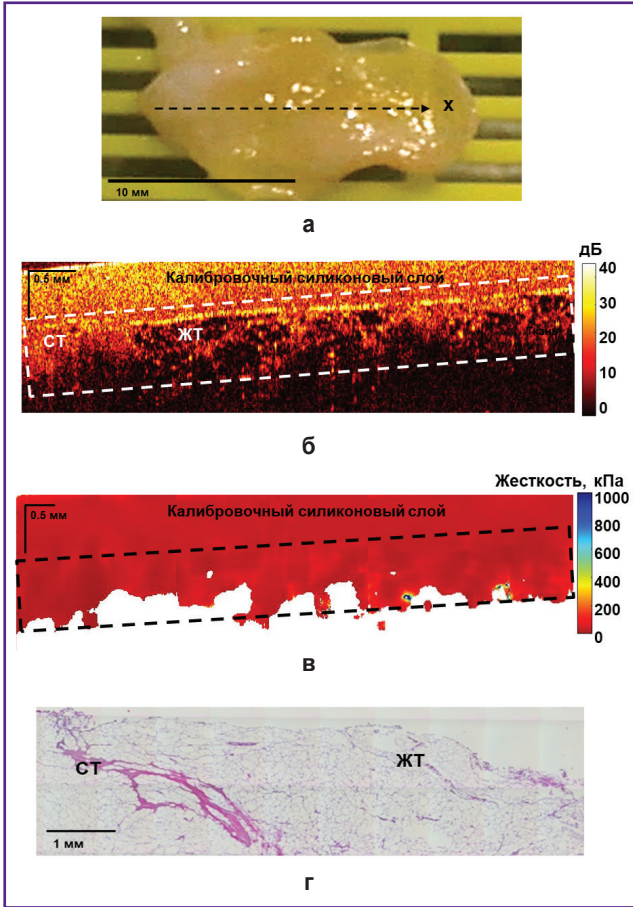 x
10 мм
а
дБ
0.5 мм
Калибровочный силиконовый слой
40
30
20
10
0
СТ
ЖТ
б
Жесткость, кПа
0.5 мм
Калибровочный силиконовый слой
1000
800
600
400
200
0
в
СТ
ЖТ
1 мм
г